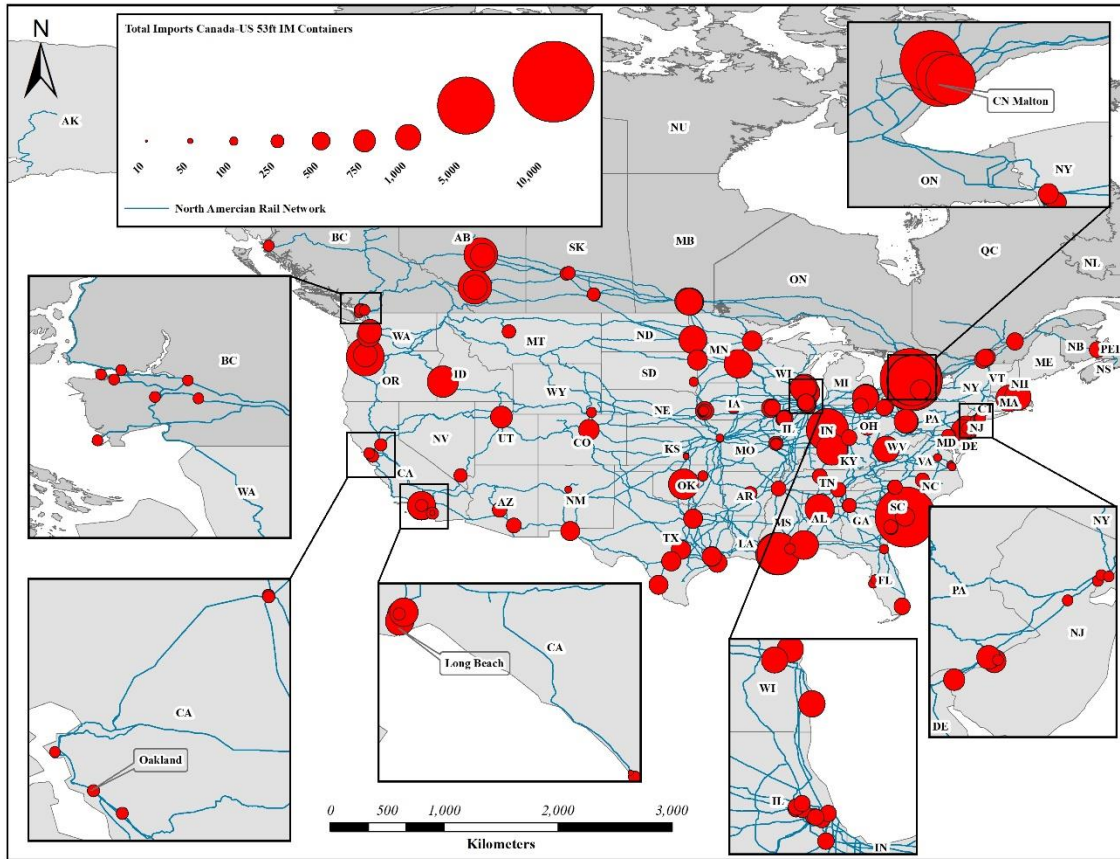 Total Imports Canada-US 53ft IM Containers
10
50
100
250
500
750
1,000
5,000
10,000
North Amercian Rail Network
N
AK
NU
BC
AB
SK
MB
ON
QC
NL
NB
PEI
NS
ME
VT
NH
MA
CT
NY
NJ
PA
MD
DE
WA
MT
ND
MN
OR
ID
SD
WI
MI
WY
NE
IA
IL
IN
OH
WV
VA
NV
UT
CO
KS
MO
KY
CA
AZ
NM
OK
AR
TN
NC
SC
TX
LA
MS
AL
GA
FL
CN Malton
ON
NY
BC
WA
CA
Oakland
CA
Long Beach
WI
IL
IN
NY
PA
NJ
DE
0
500
1,000
2,000
3,000
Kilometers